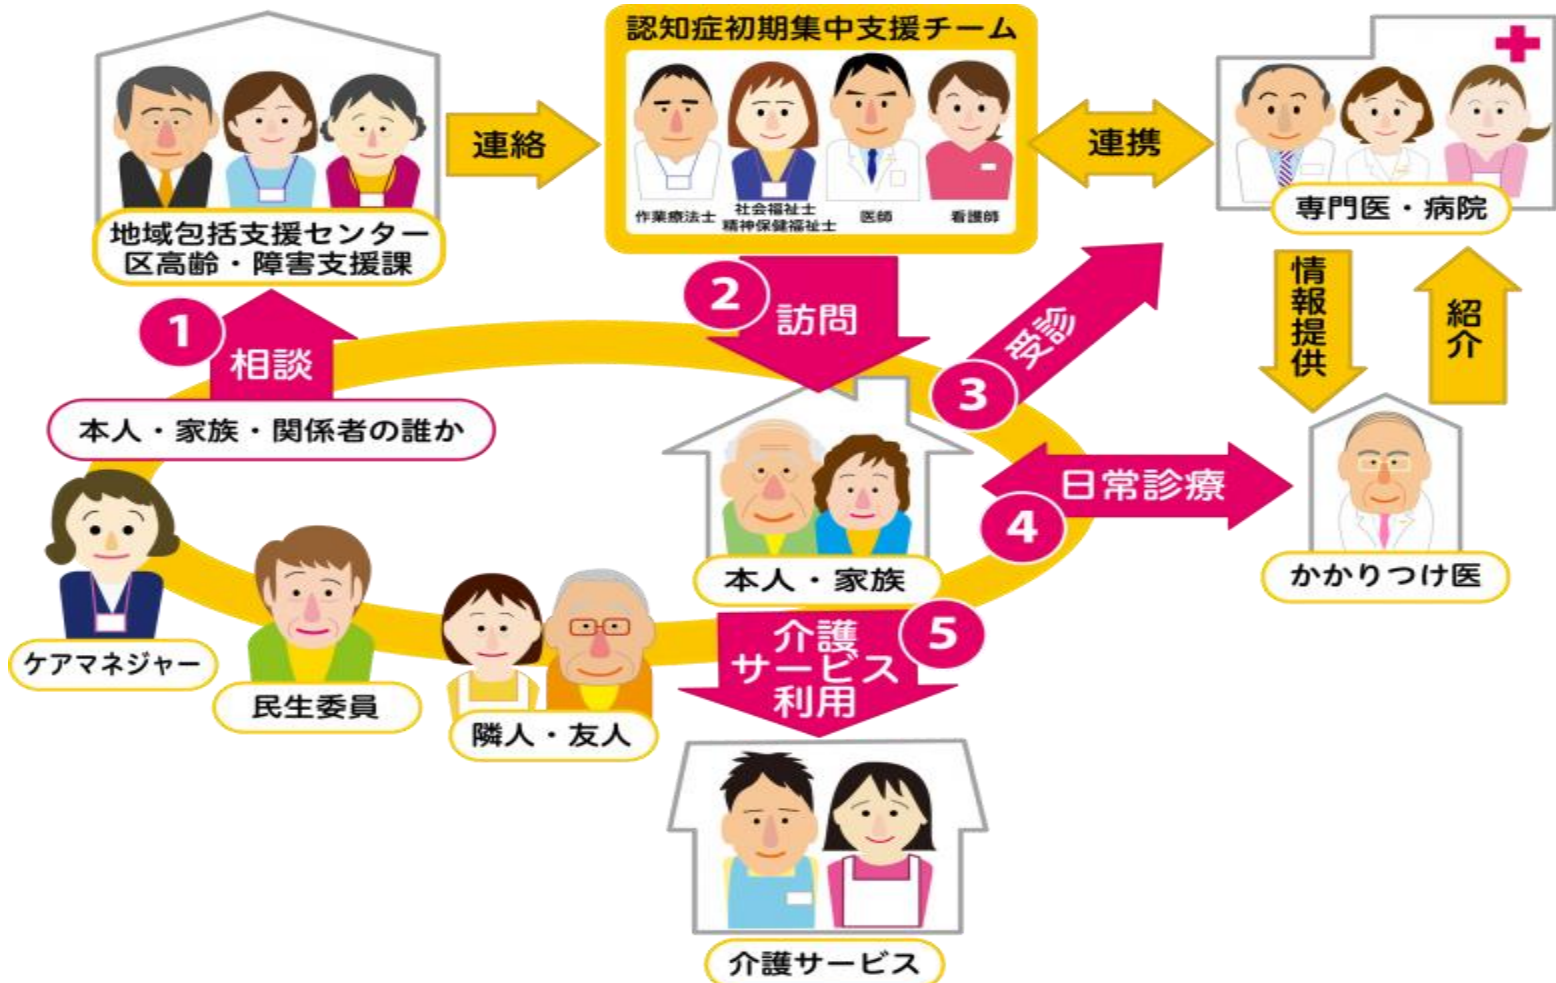 認知症初期集中支援チーム
作業療法士
社会福祉士
精神保健福祉士
医師
看護師
連絡
連携
専門医・病院
地域包括支援センター
区高齢・障害支援課
1
相談
2
訪問
3
受診
情報提供
紹介
本人・家族・関係者の誰か
日常診療
4
本人・家族
かかりつけ医
ケアマネジャー
民生委員
隣人・友人
介護
サービス
利用
5
介護サービス